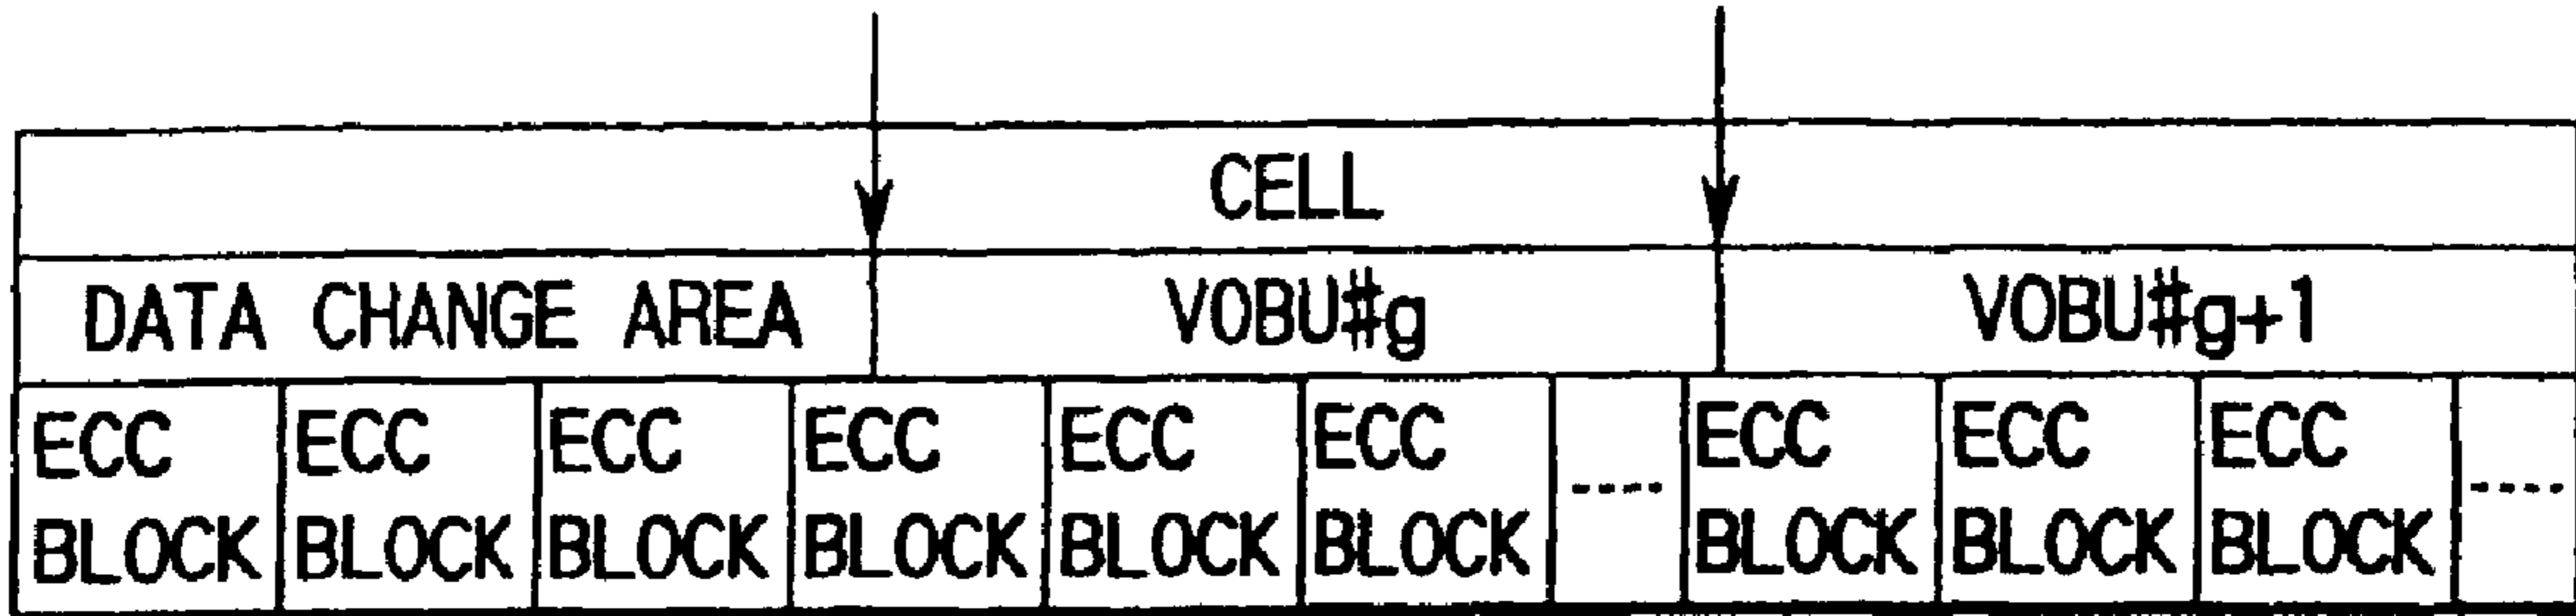 CELL
DATA CHANGE AREA VOBU#g VOBU#g+1
ECC ECC ECC ECC ECC ECC ---- ECC ECC ECC ----
BLOCK BLOCK BLOCK BLOCK BLOCK BLOCK BLOCK BLOCK BLOCK